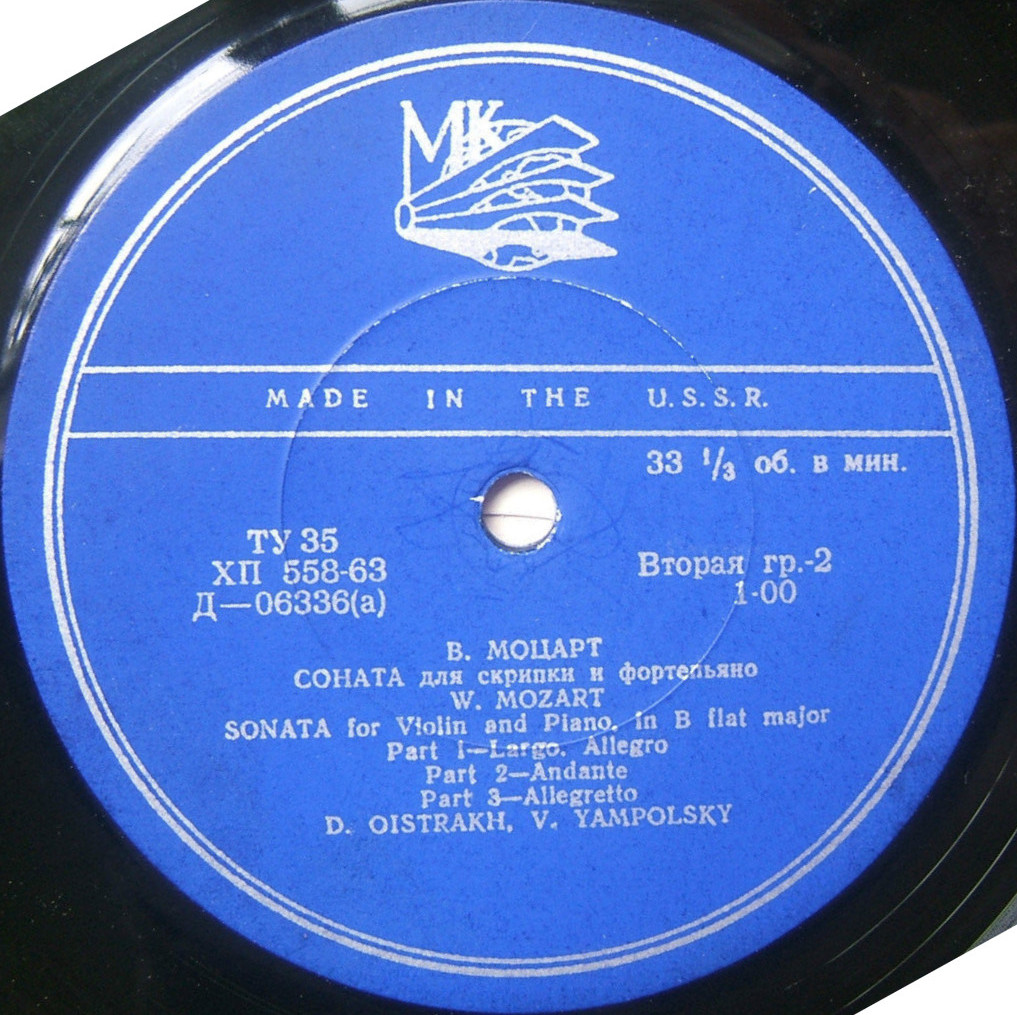 МК
MADE IN THE U.S.S.R.
33 1/3 об. в мин.
ТУ 35
ХП 558-63
Д—06336(а)
Вторая гр.-2
1-00
В. МОЦАРТ
СОНАТА для скрипки и фортепьяно
W. MOZART
SONATA for Violin and Piano, in B flat major
Part 1—Largo. Allegro
Part 2—Andante
Part 3—Allegretto
D. OISTRAKH, V. YAMPOLSKY